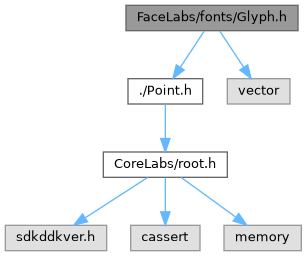 FaceLabs/fonts/Glyph.h
./Point.h
vector
CoreLabs/root.h
sdkddkver.h
cassert
memory